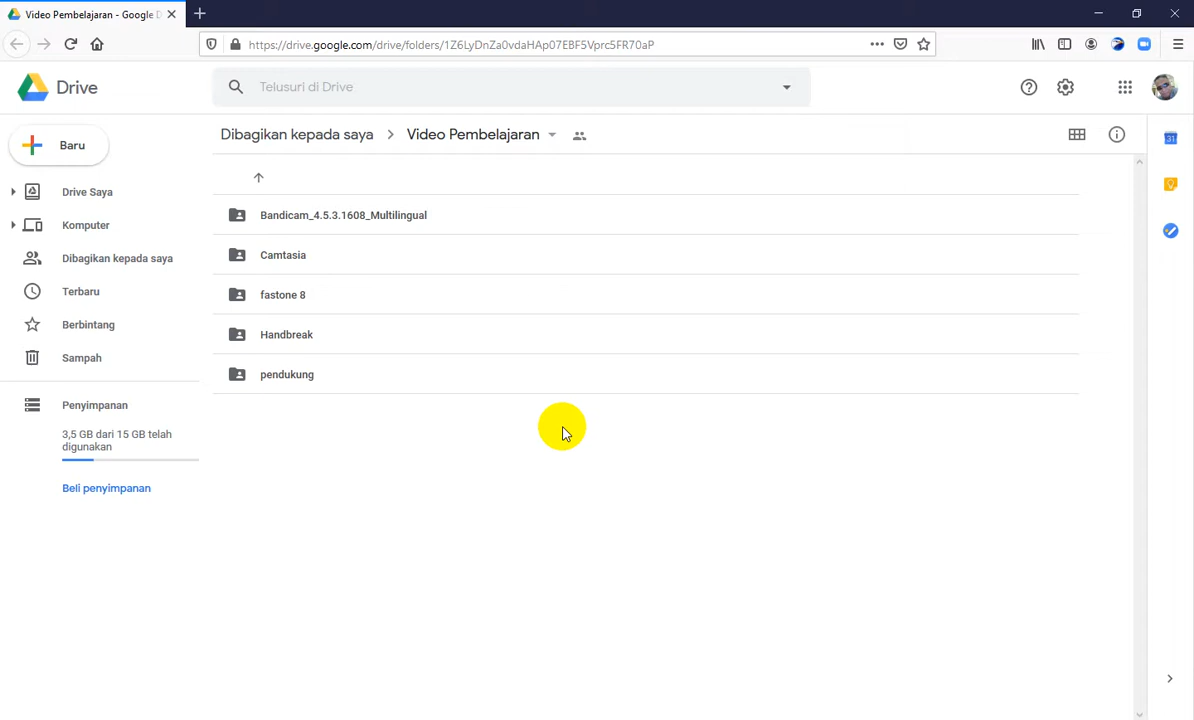 Video Pembelajaran - Google D
https://drive.google.com/drive/folders/1Z6LyDnZa0vdaHAp07EBF5Vprc5FR70aP
Drive
Telusuri di Drive
Baru
Dibagikan kepada saya
Video Pembelajaran
Drive Saya
Komputer
Dibagikan kepada saya
Terbaru
Berbintang
Sampah
Penyimpanan
3,5 GB dari 15 GB telah
digunakan
Beli penyimpanan
Bandicam_4.5.3.1608_Multilingual
Camtasia
fastone 8
Handbreak
pendukung
31